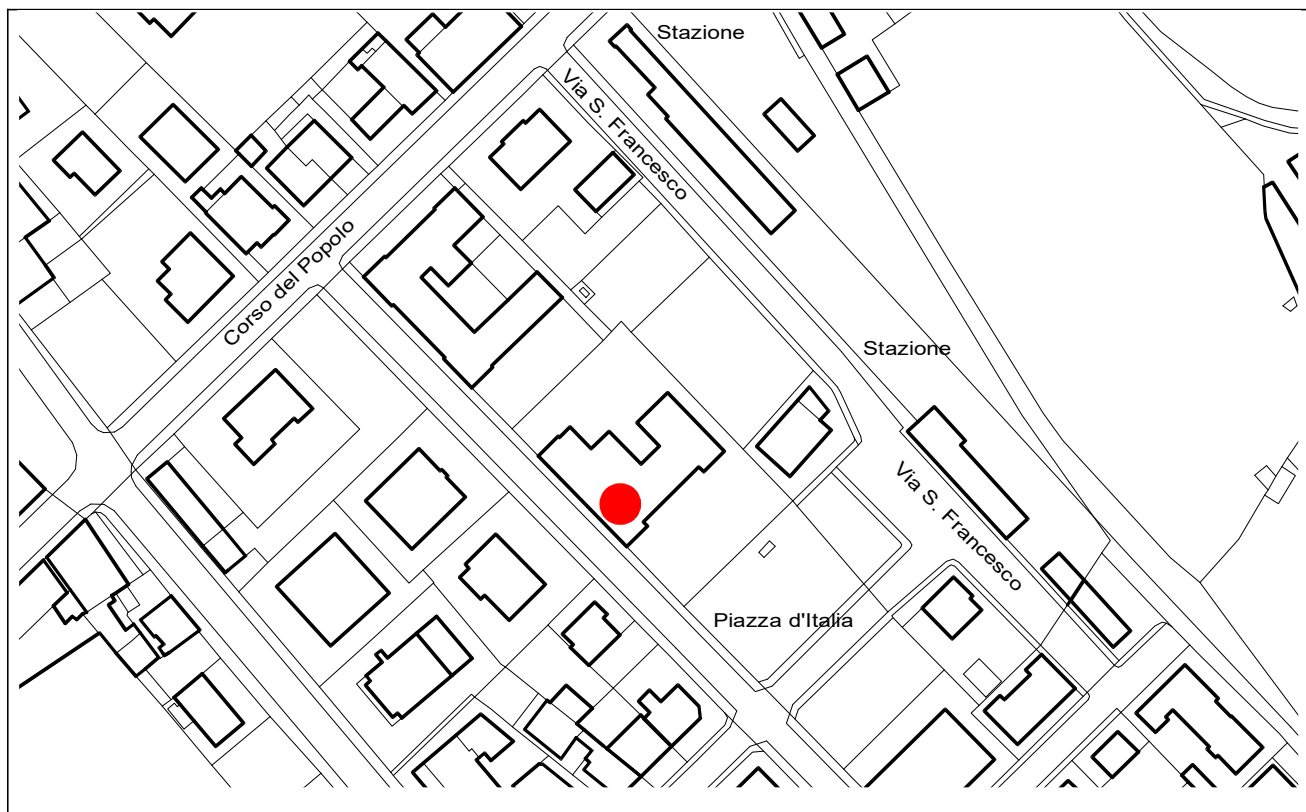 Stazione
Via S. Francesco
Corso del Popolo
Stazione
Via S. Francesco
Piazza d'Italia